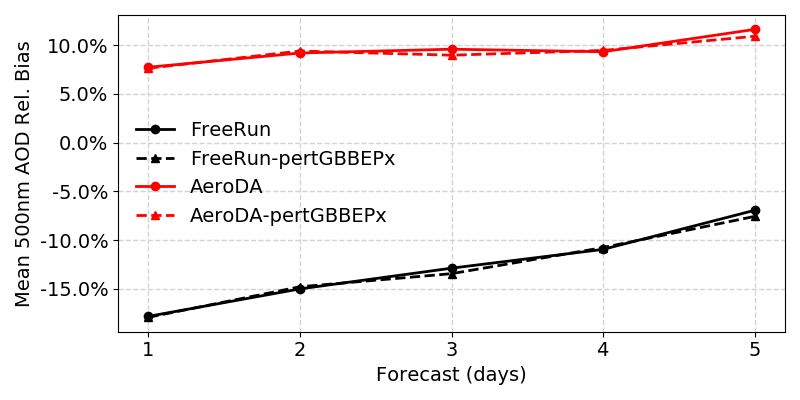 Mean 500nm AOD Rel. Bias
10.0%
5.0%
0.0%
-5.0%
-10.0%
-15.0%
FreeRun
FreeRun-pertGBBEPx
AeroDA
AeroDA-pertGBBEPx
1 2 3 4 5
Forecast (days)